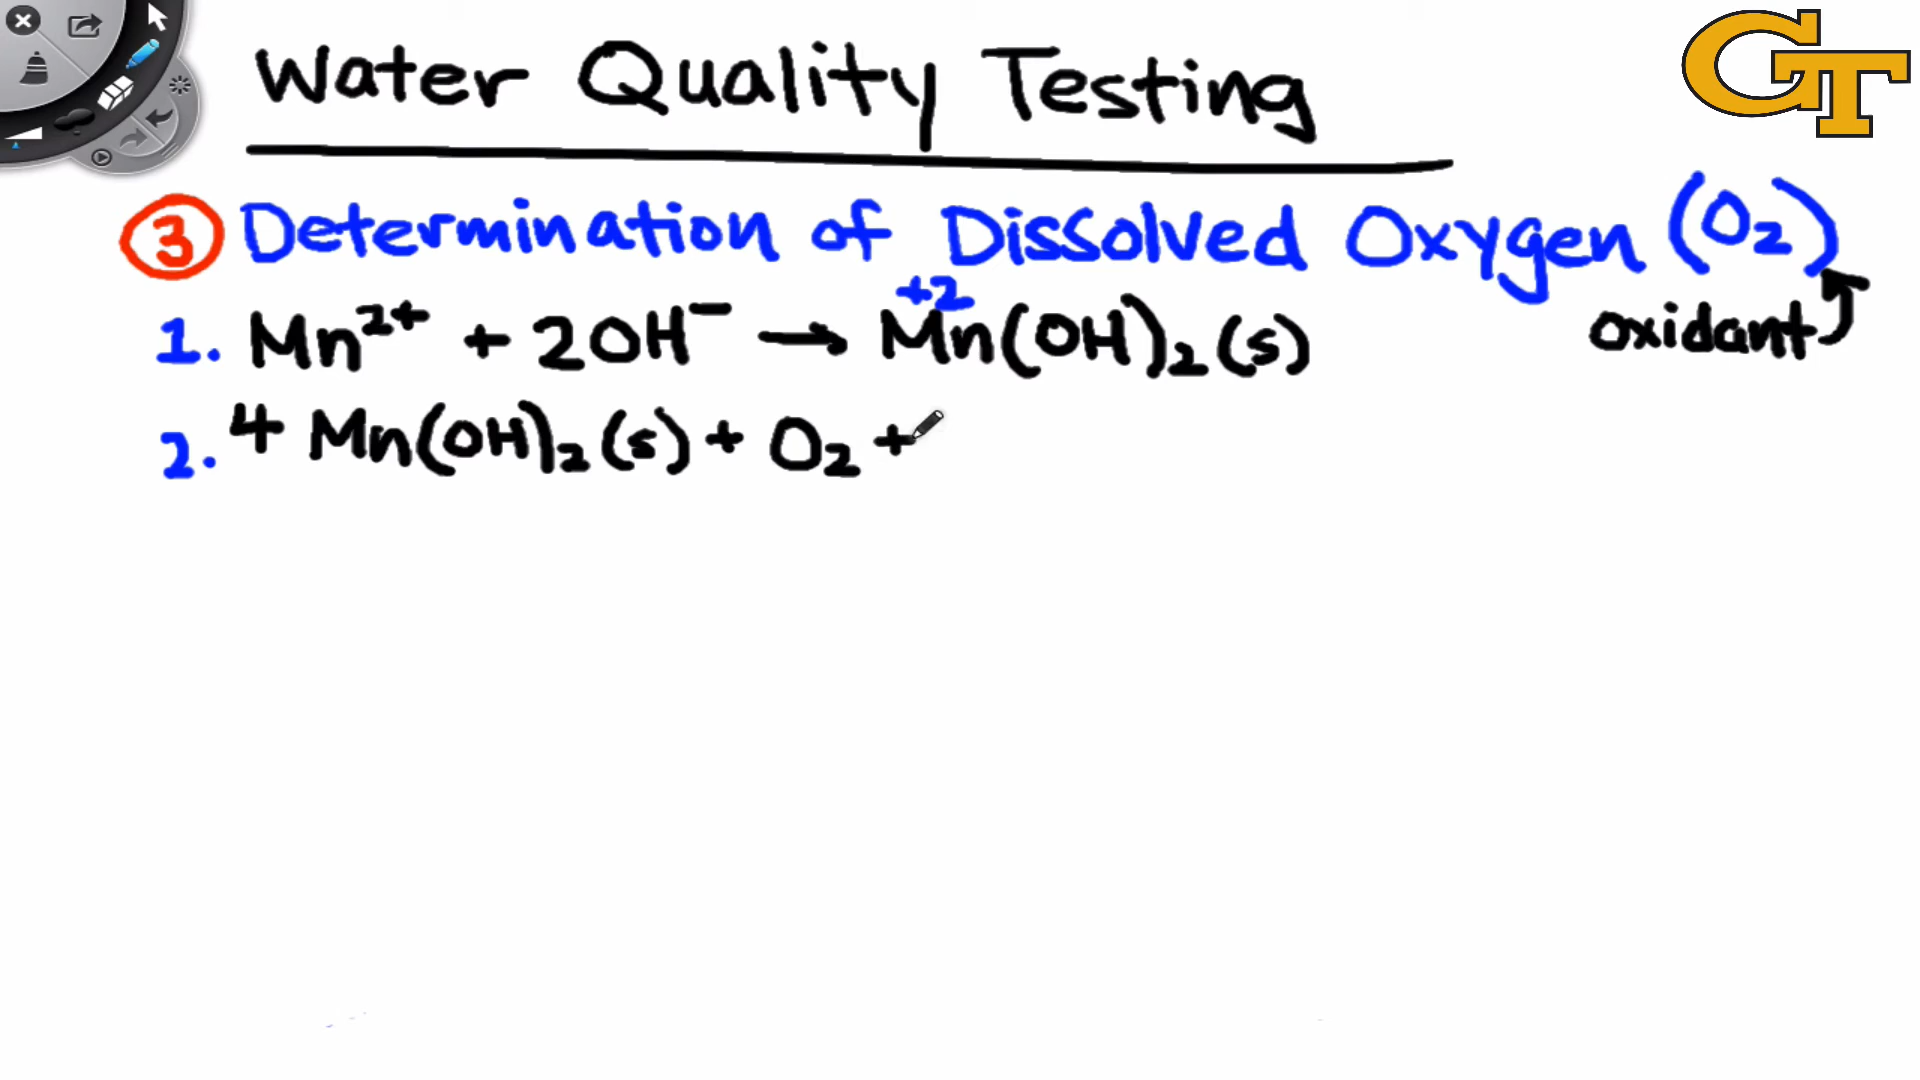 Water Quality Testing
GT
③ Determination of Dissolved Oxygen (O₂)
oxidant
+2
1. Mn²⁺ + 2OH⁻ → Mn(OH)₂(s)
2. 4 Mn(OH)₂(s) + O₂ +